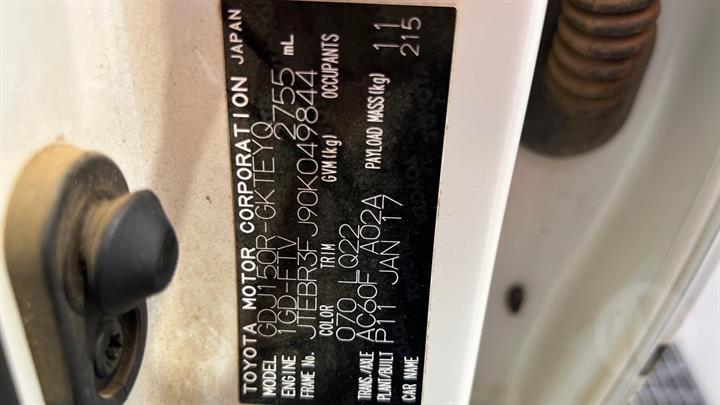 TOYOTA MOTOR CORPORATION JAPAN
MODEL GDJ150R-GKTEYQ
ENGINE 1GD-FTV 2755 mL
FRAME No. JTEBR3FJ90K049844
COLOR TRIM GVM(kg) OCCUPANTS
070 LQ22
TRANS./AXLE AC60F A02A PAYLOAD MASS(kg) 11
PLANT/BUILT P11 JAN 17 215
CAR NAME